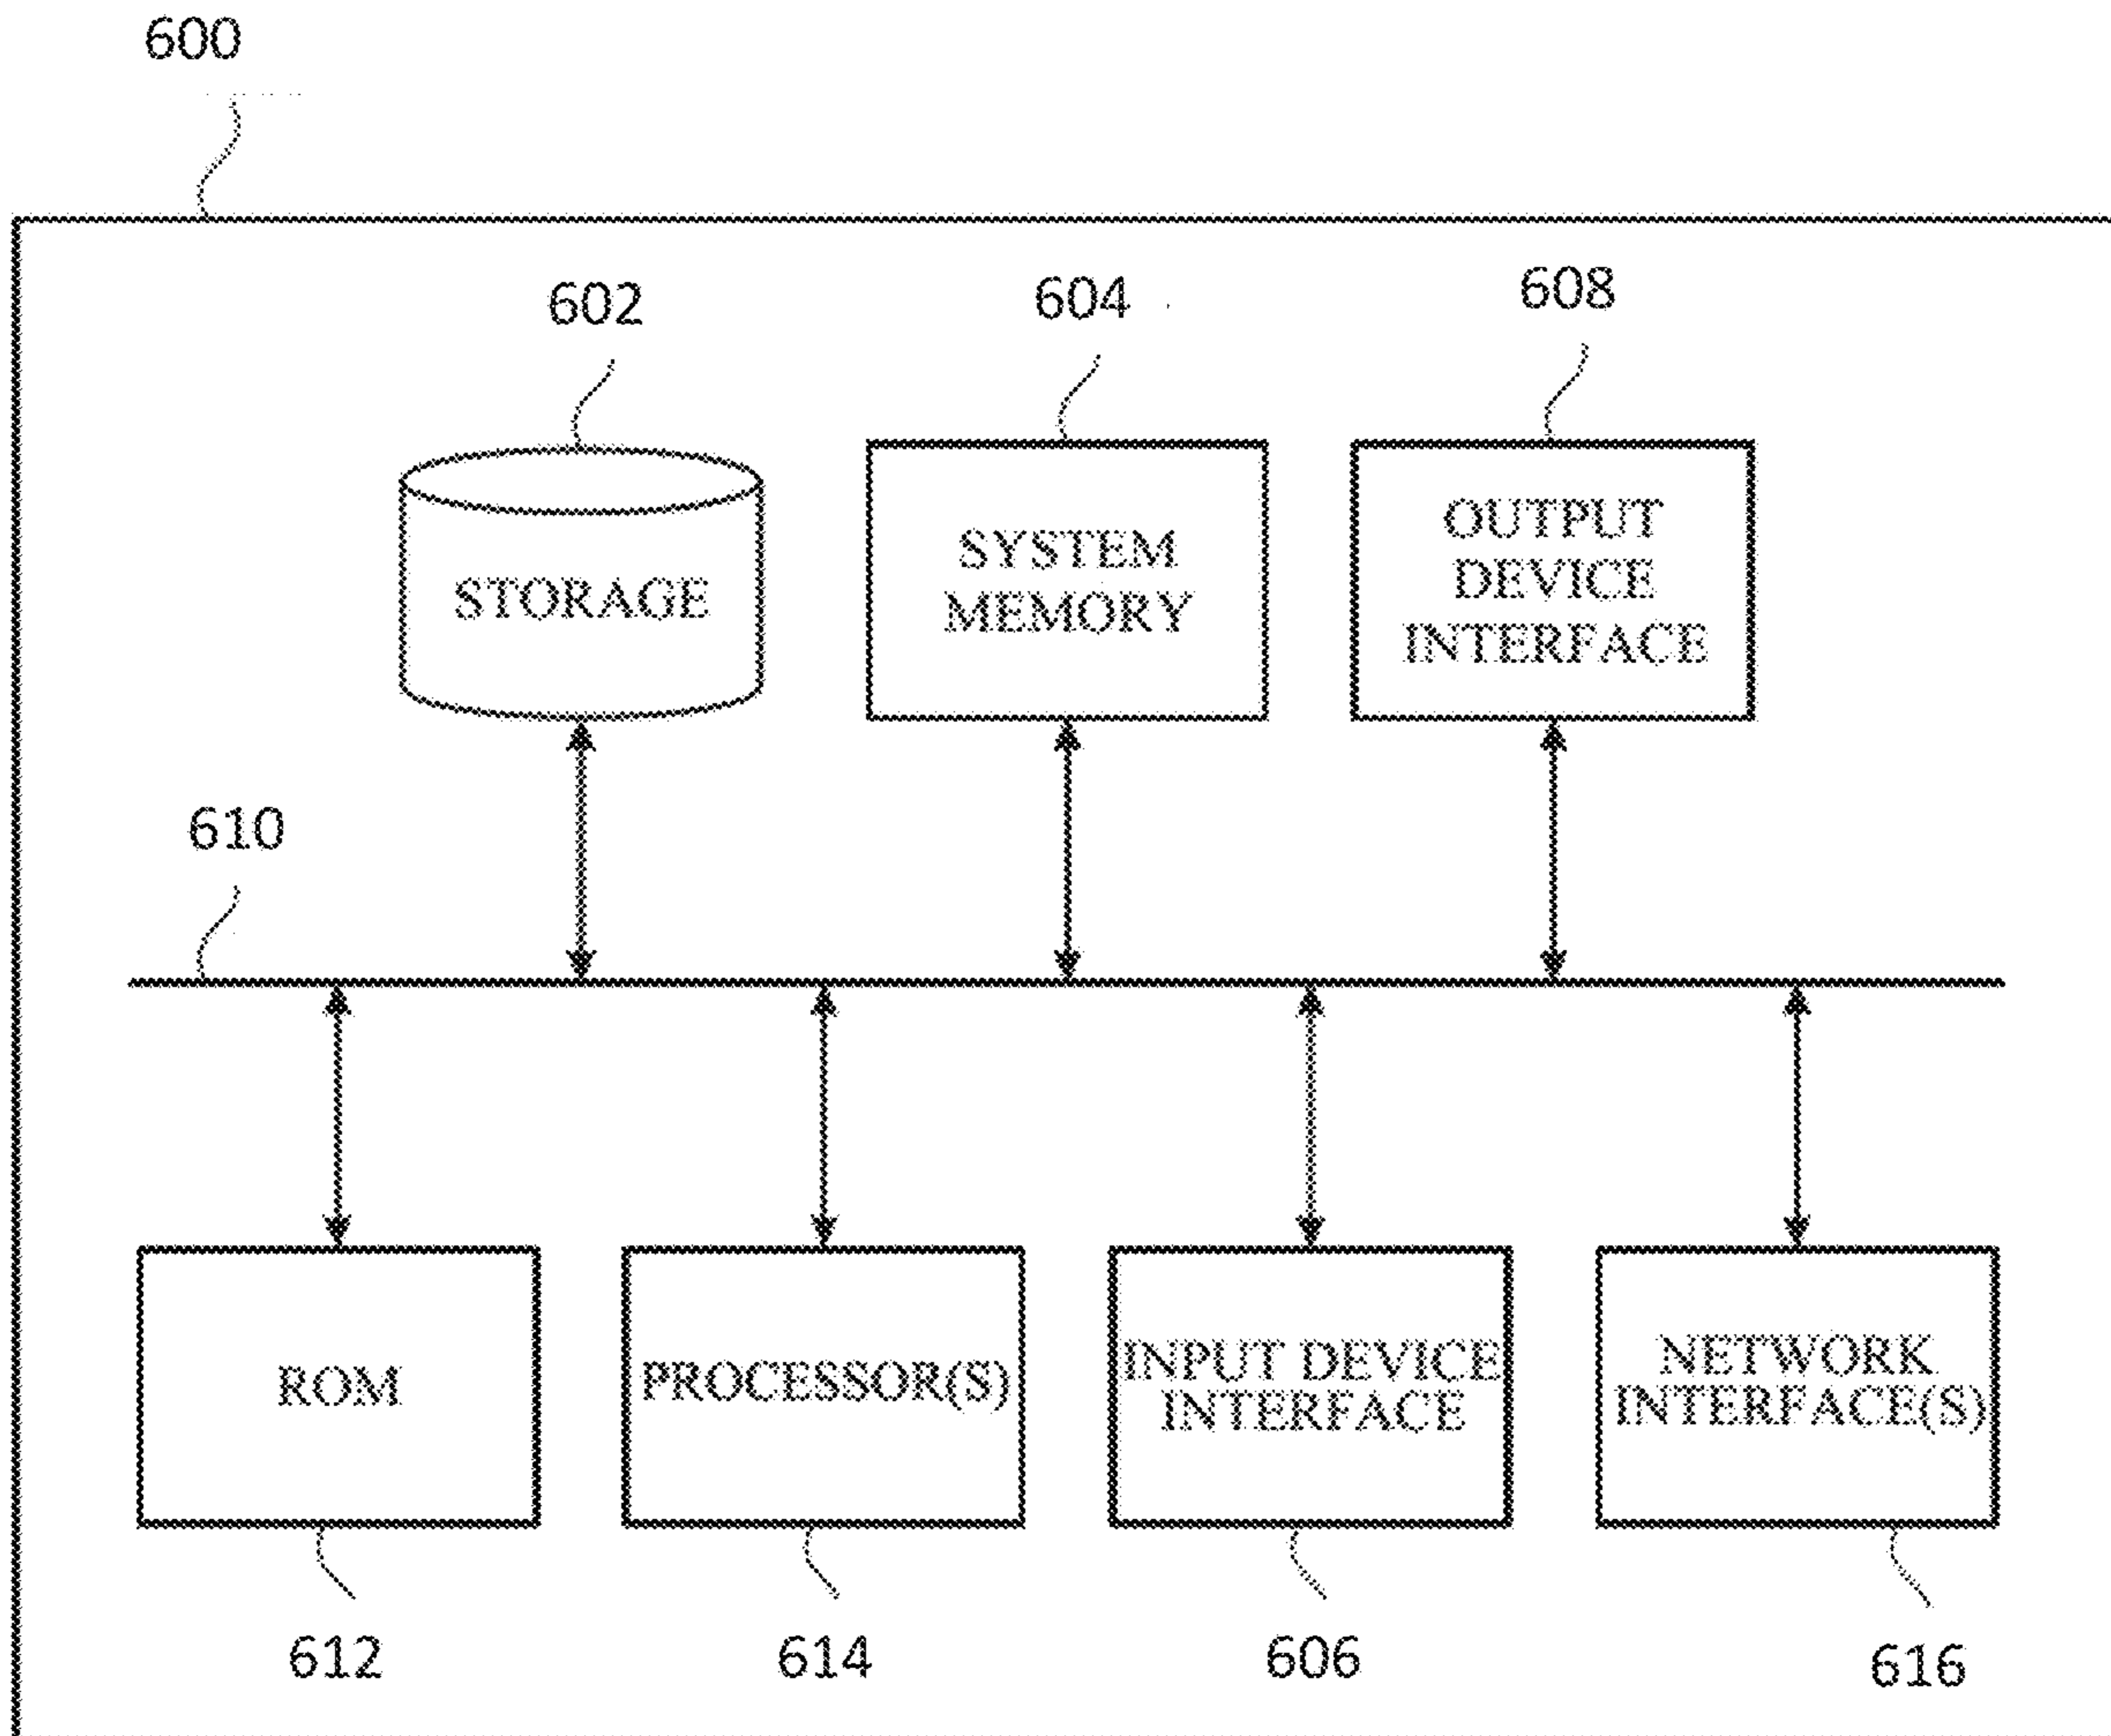 600
602
604
608
STORAGE
SYSTEM
MEMORY
OUTPUT
DEVICE
INTERFACE
610
ROM
PROCESSOR(S)
INPUT DEVICE
INTERFACE
NETWORK
INTERFACE(S)
612
614
606
616